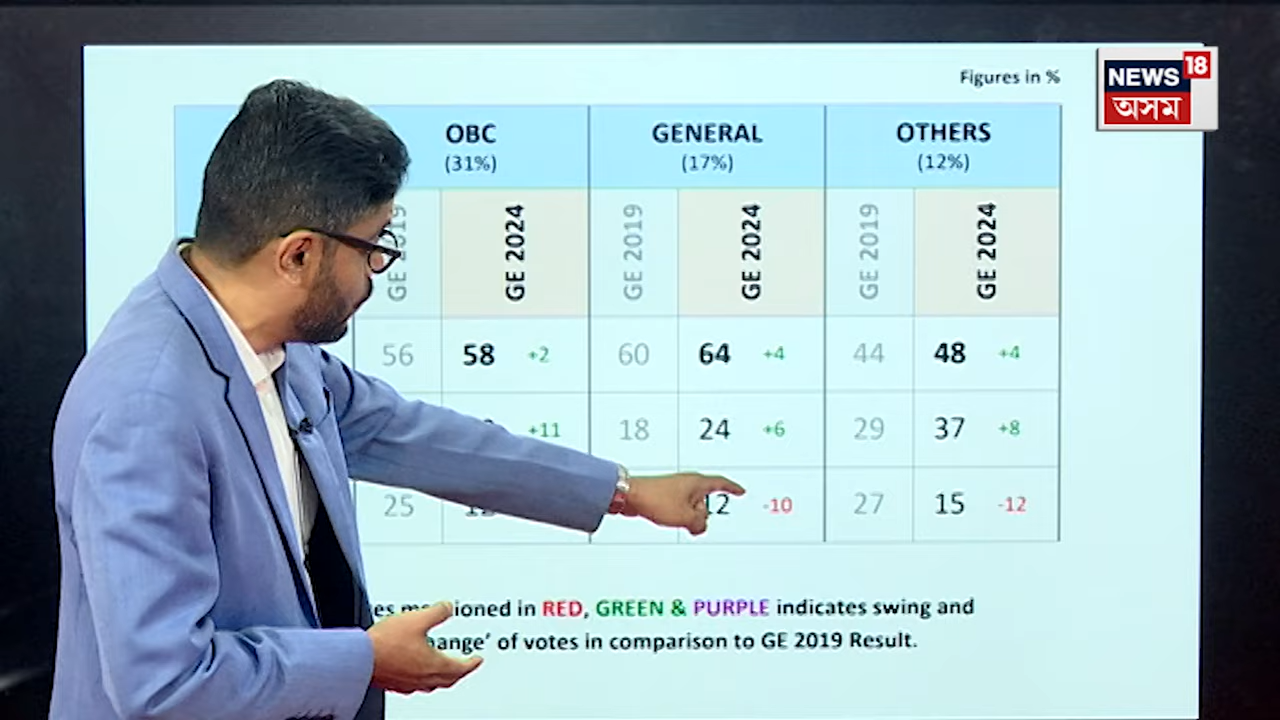 Figures in %
NEWS 18
অসম
OBC GENERAL OTHERS
(31%) (17%) (12%)
GE 2024 GE 2019 GE 2024 GE 2019 GE 2024
56 58 +2 60 64 +4 44 48 +4
+11 18 24 +6 29 37 +8
25 12 -10 27 15 -12
in RED, GREEN & PURPLE indicates swing and
of votes in comparison to GE 2019 Result.